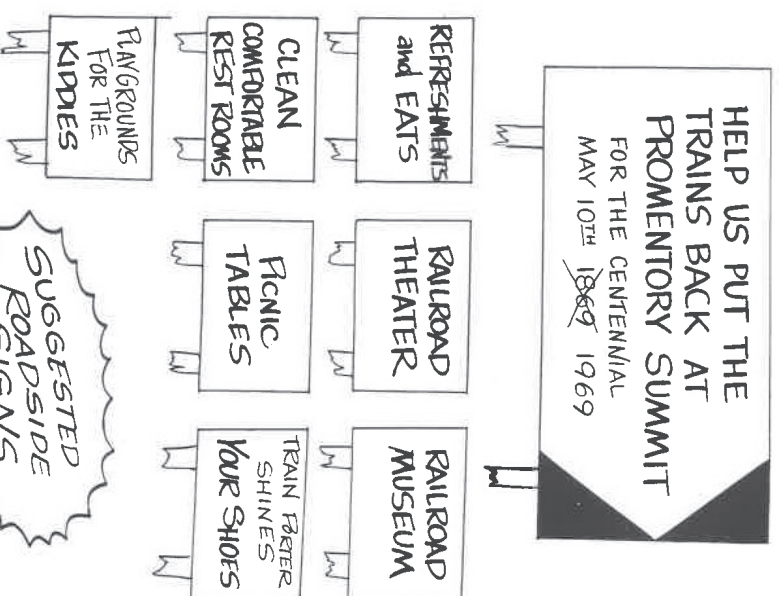 HELP US PUT THE
TRAINS BACK AT
PROMENTORY SUMMIT
FOR THE CENTENNIAL
MAY 10TH 1869 1969
REFRESHMENTS
and EATS
RAILROAD
THEATER
RAILROAD
MUSEUM
CLEAN
COMFORTABLE
REST ROOMS
PICNIC
TABLES
TRAIN PORTER
SHINES
YOUR SHOES
PLAYGROUNDS
FOR THE
KIDDIES
SUGGESTED
ROADSIDE
SIGNS